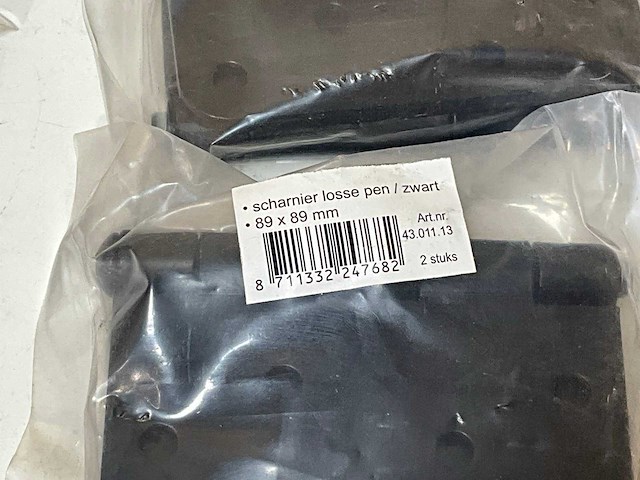 • scharnier losse pen / zwart
• 89 x 89 mm
Art.nr.
43.011.13
2 stuks
8 711332 247682